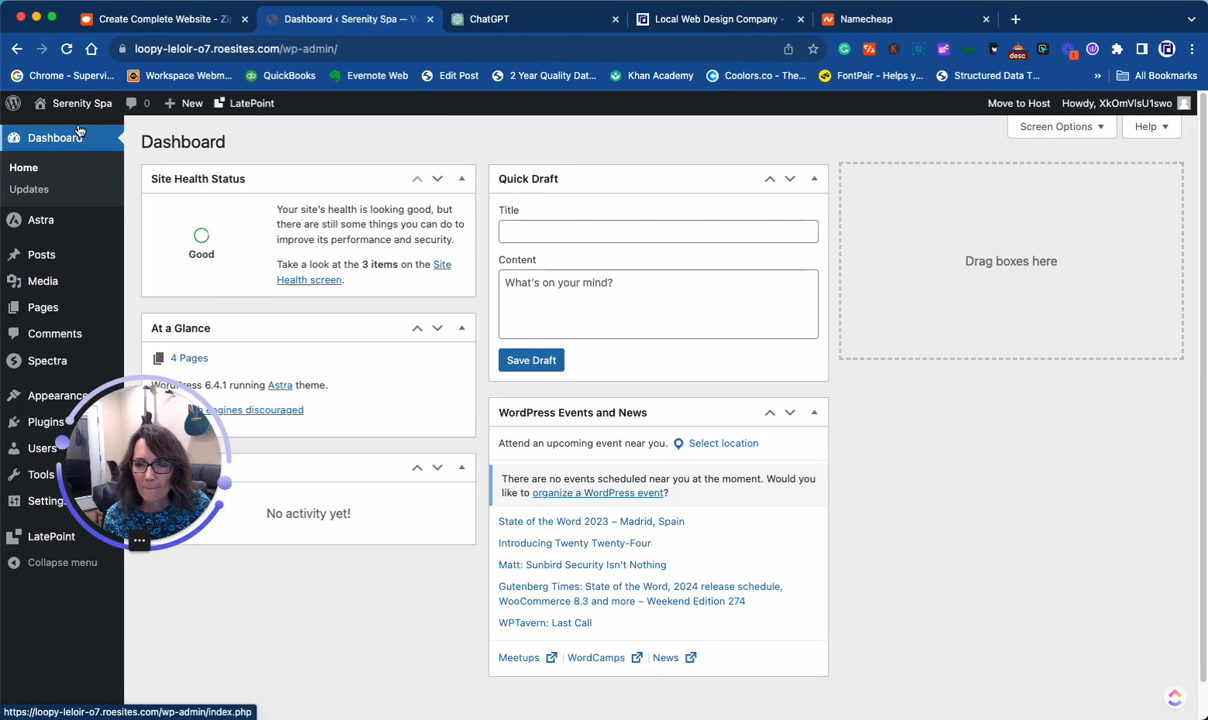 Create Complete Website - Zi
Dashboard ‹ Serenity Spa — W
ChatGPT
Local Web Design Company -
Namecheap
loopy-leloir-o7.roesites.com/wp-admin/
Chrome - Supervi...
Workspace Webm...
QuickBooks
Evernote Web
Edit Post
2 Year Quality Dat...
Khan Academy
Coolors.co - The...
FontPair - Helps y...
Structured Data T...
»
All Bookmarks
Serenity Spa
0
New
LatePoint
Move to Host
Howdy, XkOmVlsU1swo
Dashboard
Home
Updates
Astra
Posts
Media
Pages
Comments
Spectra
Appearance
Plugins
Users
Tools
Settings
LatePoint
Collapse menu
Dashboard
Screen Options
Help
Site Health Status
Good
Your site's health is looking good, but
there are still some things you can do to
improve its performance and security.
Take a look at the 3 items on the Site
Health screen.
At a Glance
4 Pages
WordPress 6.4.1 running Astra theme.
engines discouraged
No activity yet!
Quick Draft
Title
Content
What's on your mind?
Save Draft
WordPress Events and News
Attend an upcoming event near you.
Select location
There are no events scheduled near you at the moment. Would you
like to organize a WordPress event?
State of the Word 2023 – Madrid, Spain
Introducing Twenty Twenty-Four
Matt: Sunbird Security Isn't Nothing
Gutenberg Times: State of the Word, 2024 release schedule,
WooCommerce 8.3 and more – Weekend Edition 274
WPTavern: Last Call
Meetups
WordCamps
News
Drag boxes here
desc
https://loopy-leloir-o7.roesites.com/wp-admin/index.php